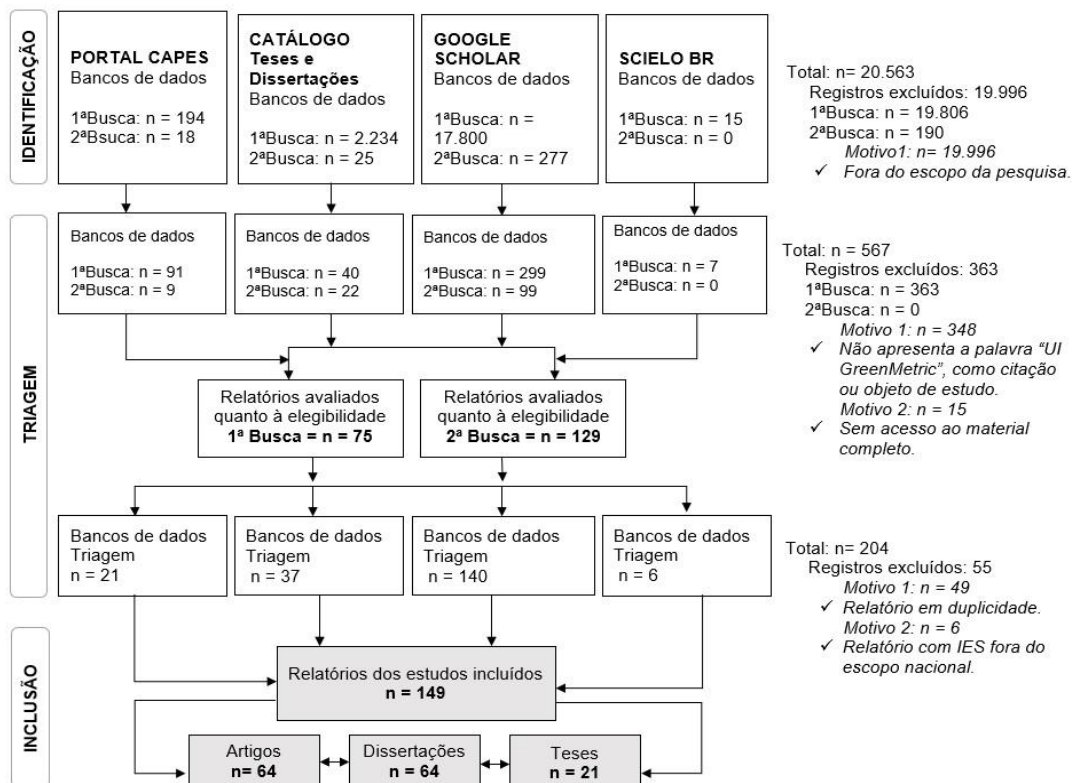 IDENTIFICAÇÃO
PORTAL CAPES
Bancos de dados
1ªBusca: n = 194
2ªBsuca: n = 18
CATÁLOGO
Teses e
Dissertações
Bancos de dados
1ªBusca: n = 2.234
2ªBusca: n = 25
GOOGLE
SCHOLAR
Bancos de dados
1ªBusca: n =
17.800
2ªBusca: n = 277
SCIELO BR
Bancos de dados
1ªBusca: n = 15
2ªBusca: n = 0
Total: n= 20.563
Registros excluídos: 19.996
1ªBusca: n = 19.806
2ªBusca: n = 190
Motivo1: n= 19.996
✓ Fora do escopo da pesquisa.
TRIAGEM
Bancos de dados
1ªBusca: n = 91
2ªBusca: n = 9
Bancos de dados
1ªBusca: n = 40
2ªBusca: n = 22
Bancos de dados
1ªBusca: n = 299
2ªBusca: n = 99
Bancos de dados
1ªBusca: n = 7
2ªBusca: n = 0
Total: n = 567
Registros excluídos: 363
1ªBusca: n = 363
2ªBusca: n = 0
Motivo 1: n = 348
✓ Não apresenta a palavra “UI
GreenMetric”, como citação
ou objeto de estudo.
Motivo 2: n = 15
✓ Sem acesso ao material
completo.
Relatórios avaliados
quanto à elegibilidade
1ª Busca = n = 75
Relatórios avaliados
quanto à elegibilidade
2ª Busca = n = 129
Bancos de dados
Triagem
n = 21
Bancos de dados
Triagem
n = 37
Bancos de dados
Triagem
n = 140
Bancos de dados
Triagem
n = 6
Total: n= 204
Registros excluídos: 55
Motivo 1: n = 49
✓ Relatório em duplicidade.
Motivo 2: n = 6
✓ Relatório com IES fora do
escopo nacional.
INCLUSÃO
Relatórios dos estudos incluídos
n = 149
Artigos
n= 64
Dissertações
n = 64
Teses
n = 21